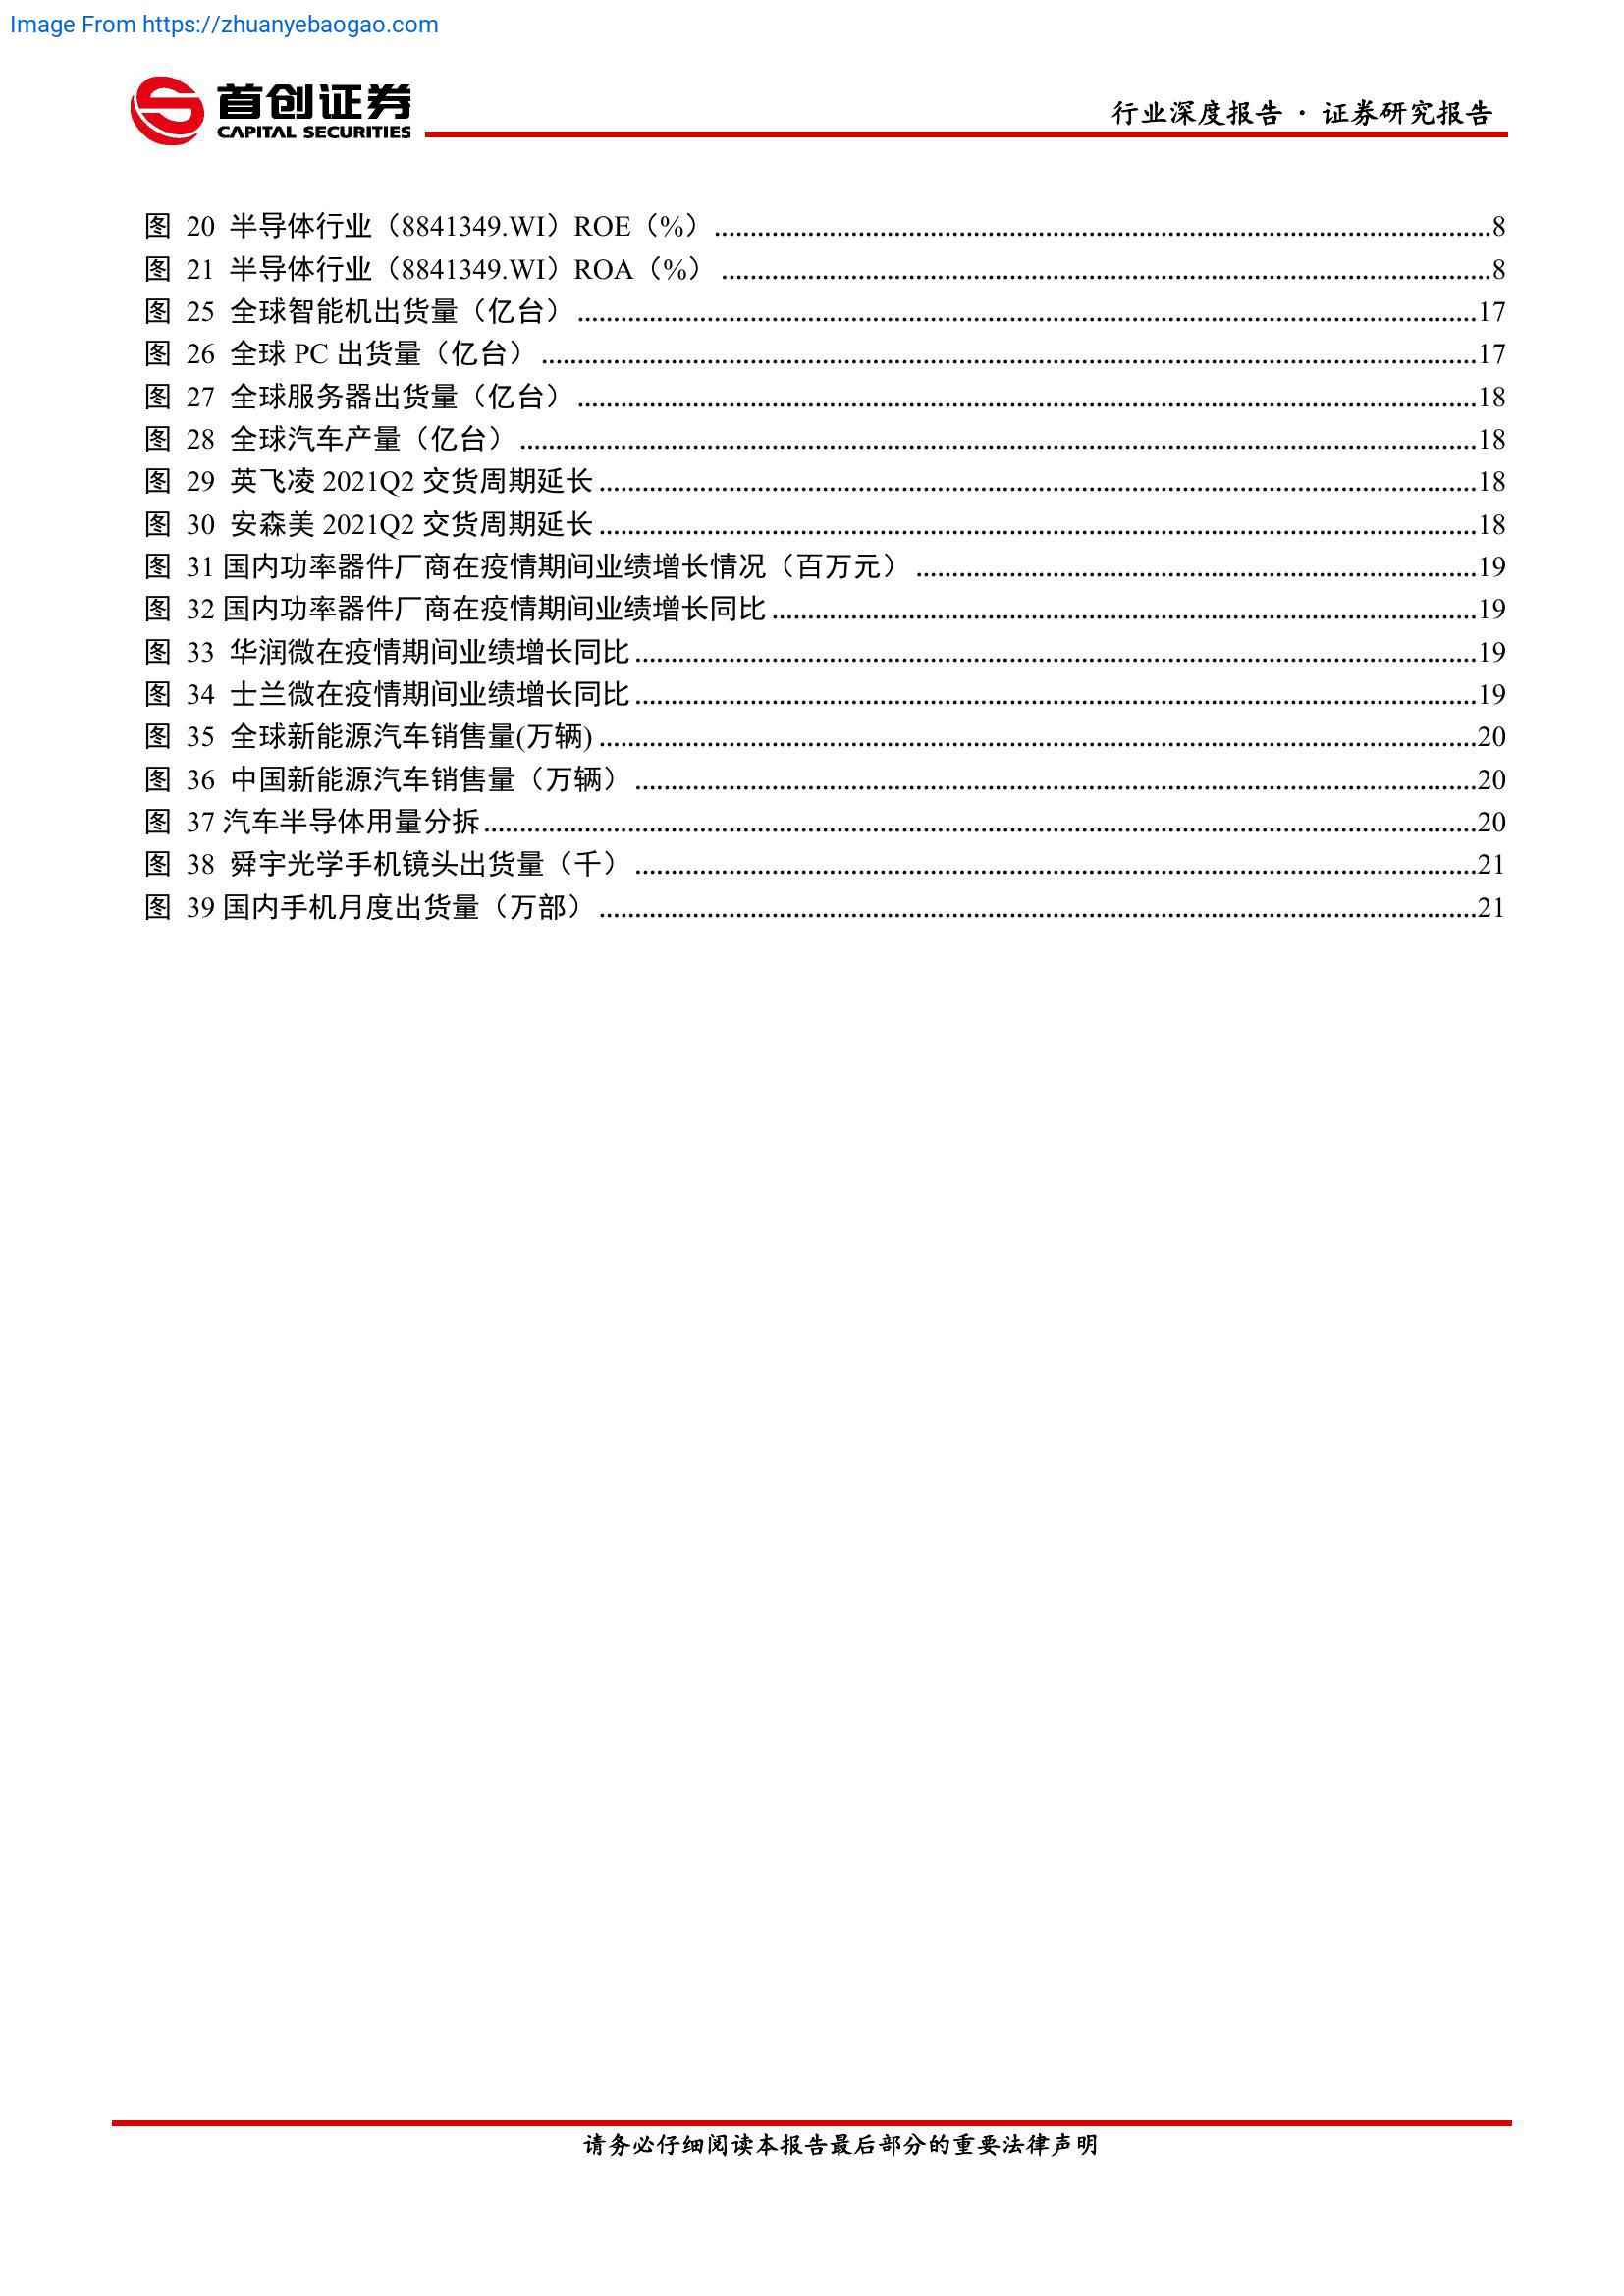 Image From https://zhuanyebaogao.com
首创证券
CAPITAL SECURITIES
行业深度报告 · 证券研究报告
图 20 半导体行业（8841349.WI）ROE（%）........8
图 21 半导体行业（8841349.WI）ROA（%）........8
图 25 全球智能机出货量（亿台）........17
图 26 全球 PC 出货量（亿台）........17
图 27 全球服务器出货量（亿台）........18
图 28 全球汽车产量（亿台）........18
图 29 英飞凌 2021Q2 交货周期延长........18
图 30 安森美 2021Q2 交货周期延长........18
图 31 国内功率器件厂商在疫情期间业绩增长情况（百万元）........19
图 32 国内功率器件厂商在疫情期间业绩增长同比........19
图 33 华润微在疫情期间业绩增长同比........19
图 34 士兰微在疫情期间业绩增长同比........19
图 35 全球新能源汽车销售量(万辆)........20
图 36 中国新能源汽车销售量（万辆）........20
图 37 汽车半导体用量分拆........20
图 38 舜宇光学手机镜头出货量（千）........21
图 39 国内手机月度出货量（万部）........21
请务必仔细阅读本报告最后部分的重要法律声明